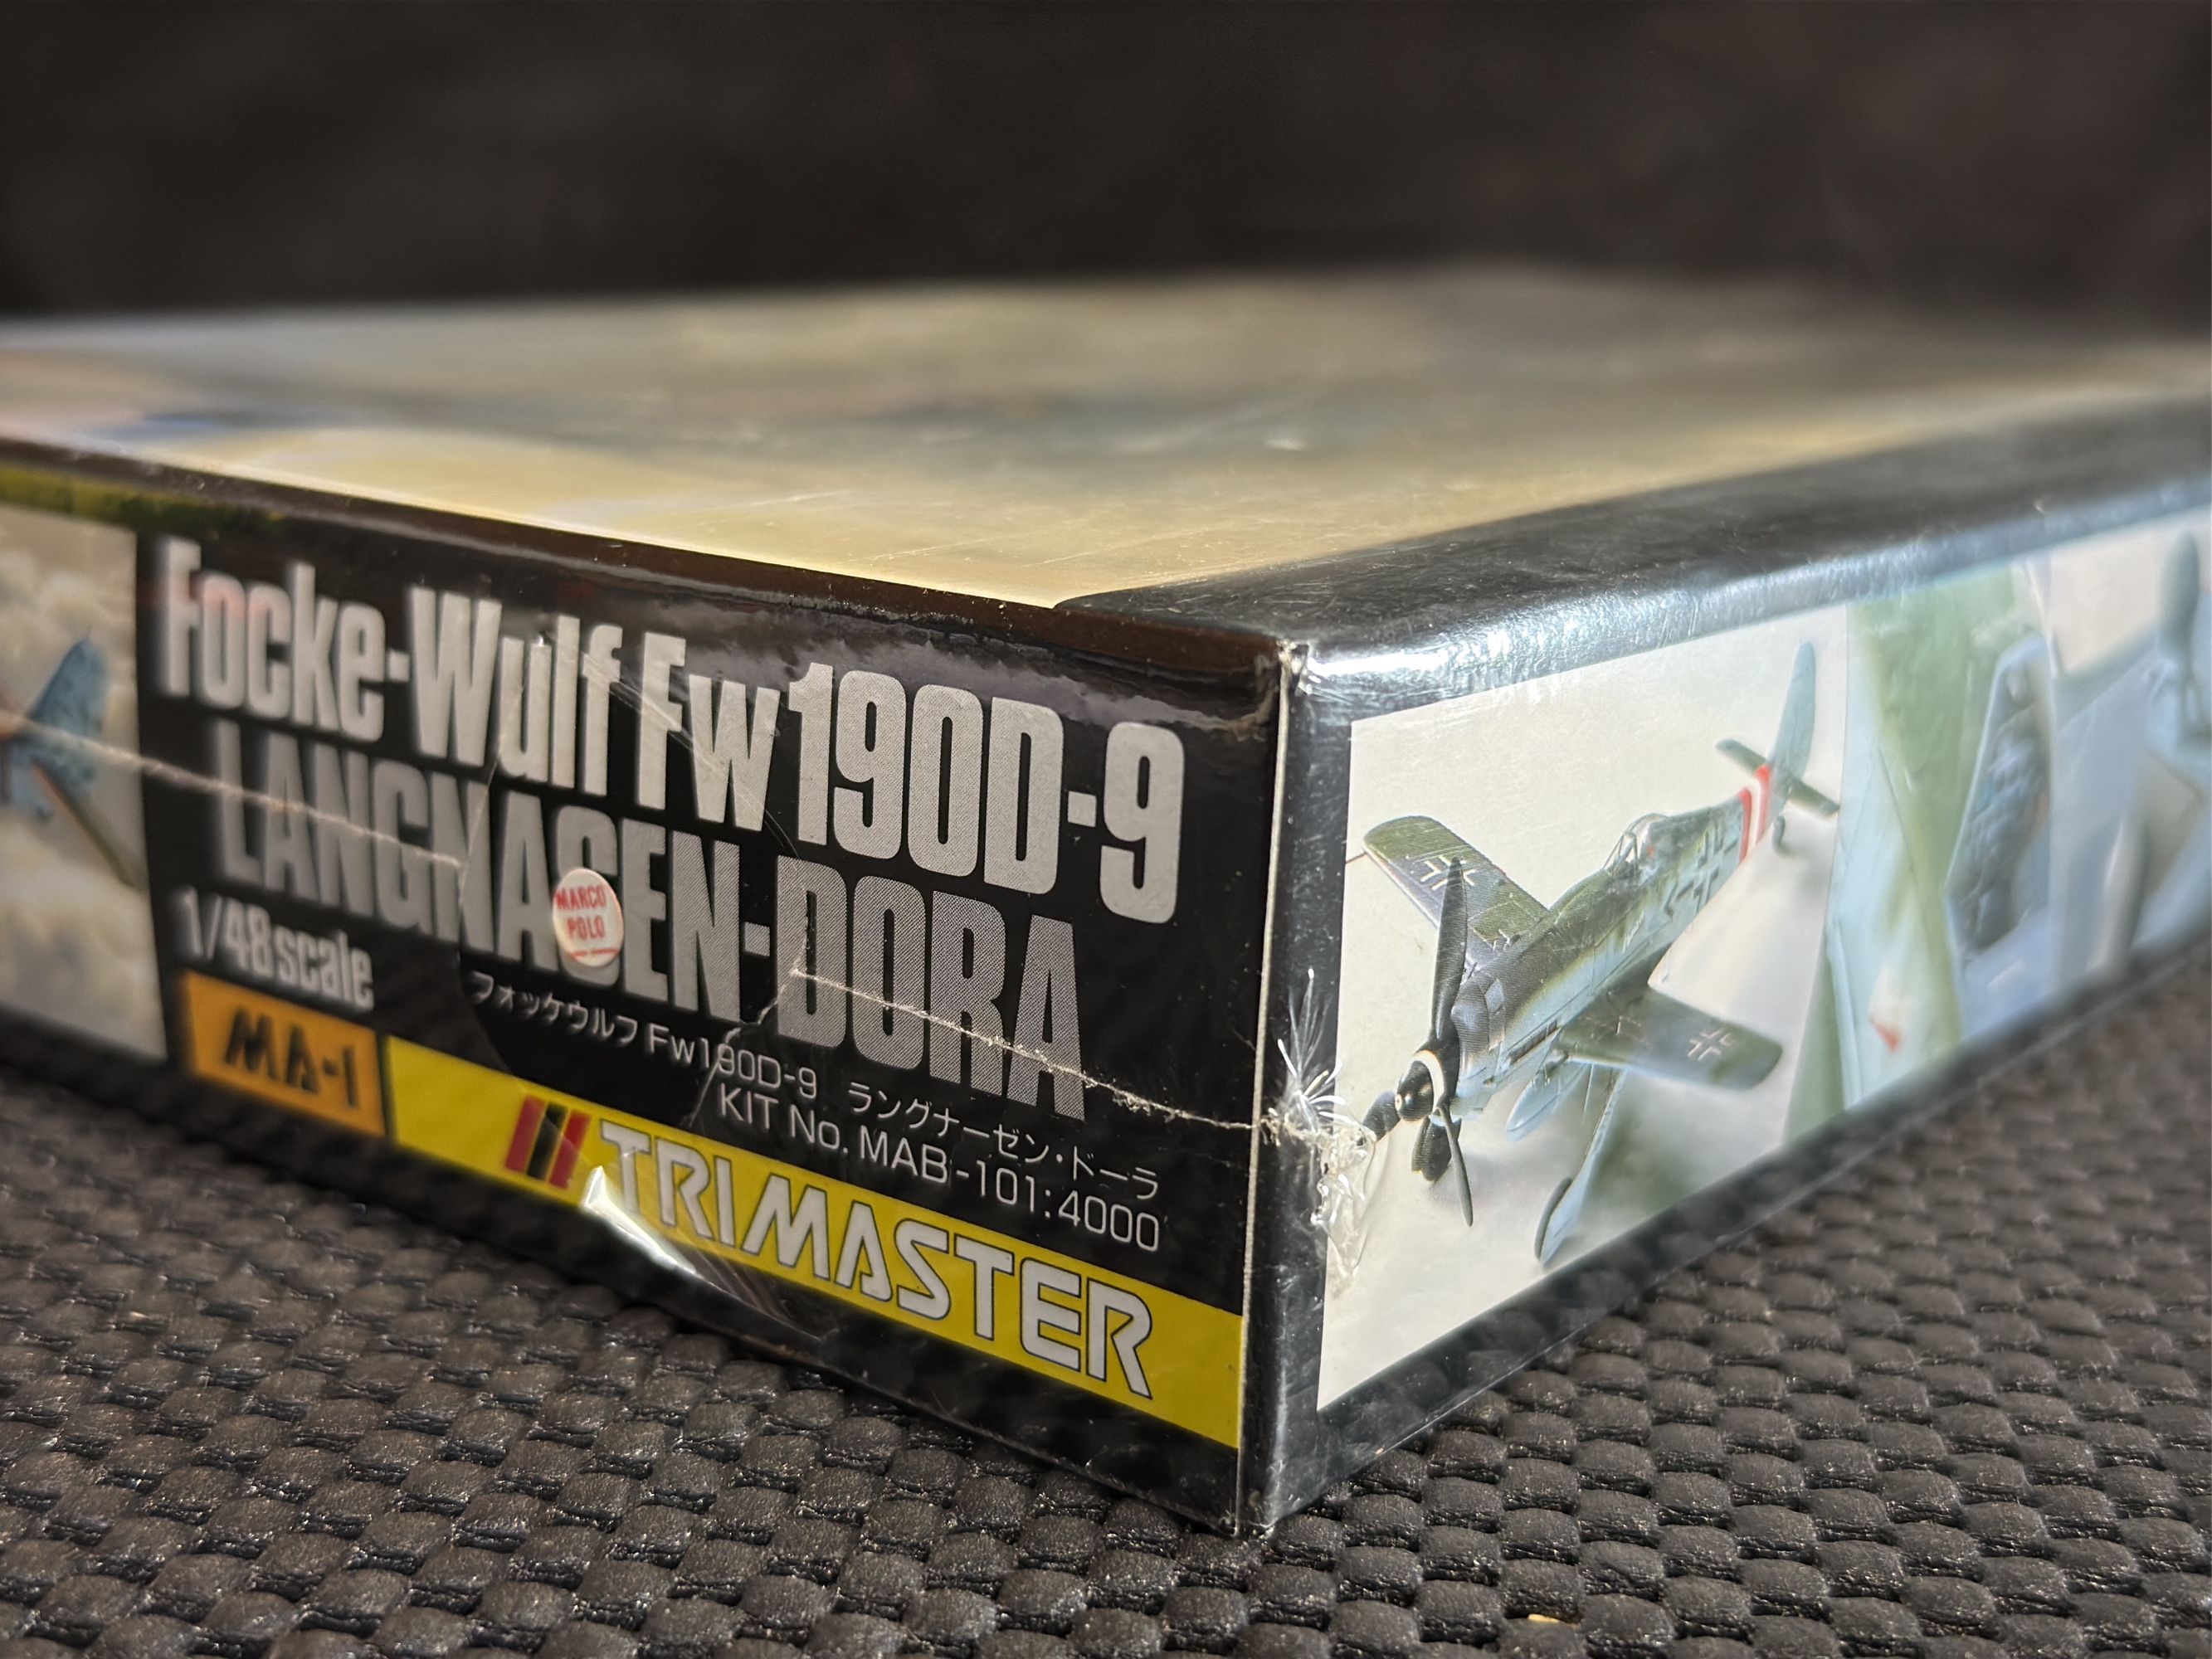 Focke-Wulf Fw190D-9
LANGNASEN-DORA
MARCO
POLO
1/48scale
フォッケウルフ Fw190D-9 ラングナーゼン・ドーラ
MA-1
KIT No. MAB-101:4000
TRIMASTER